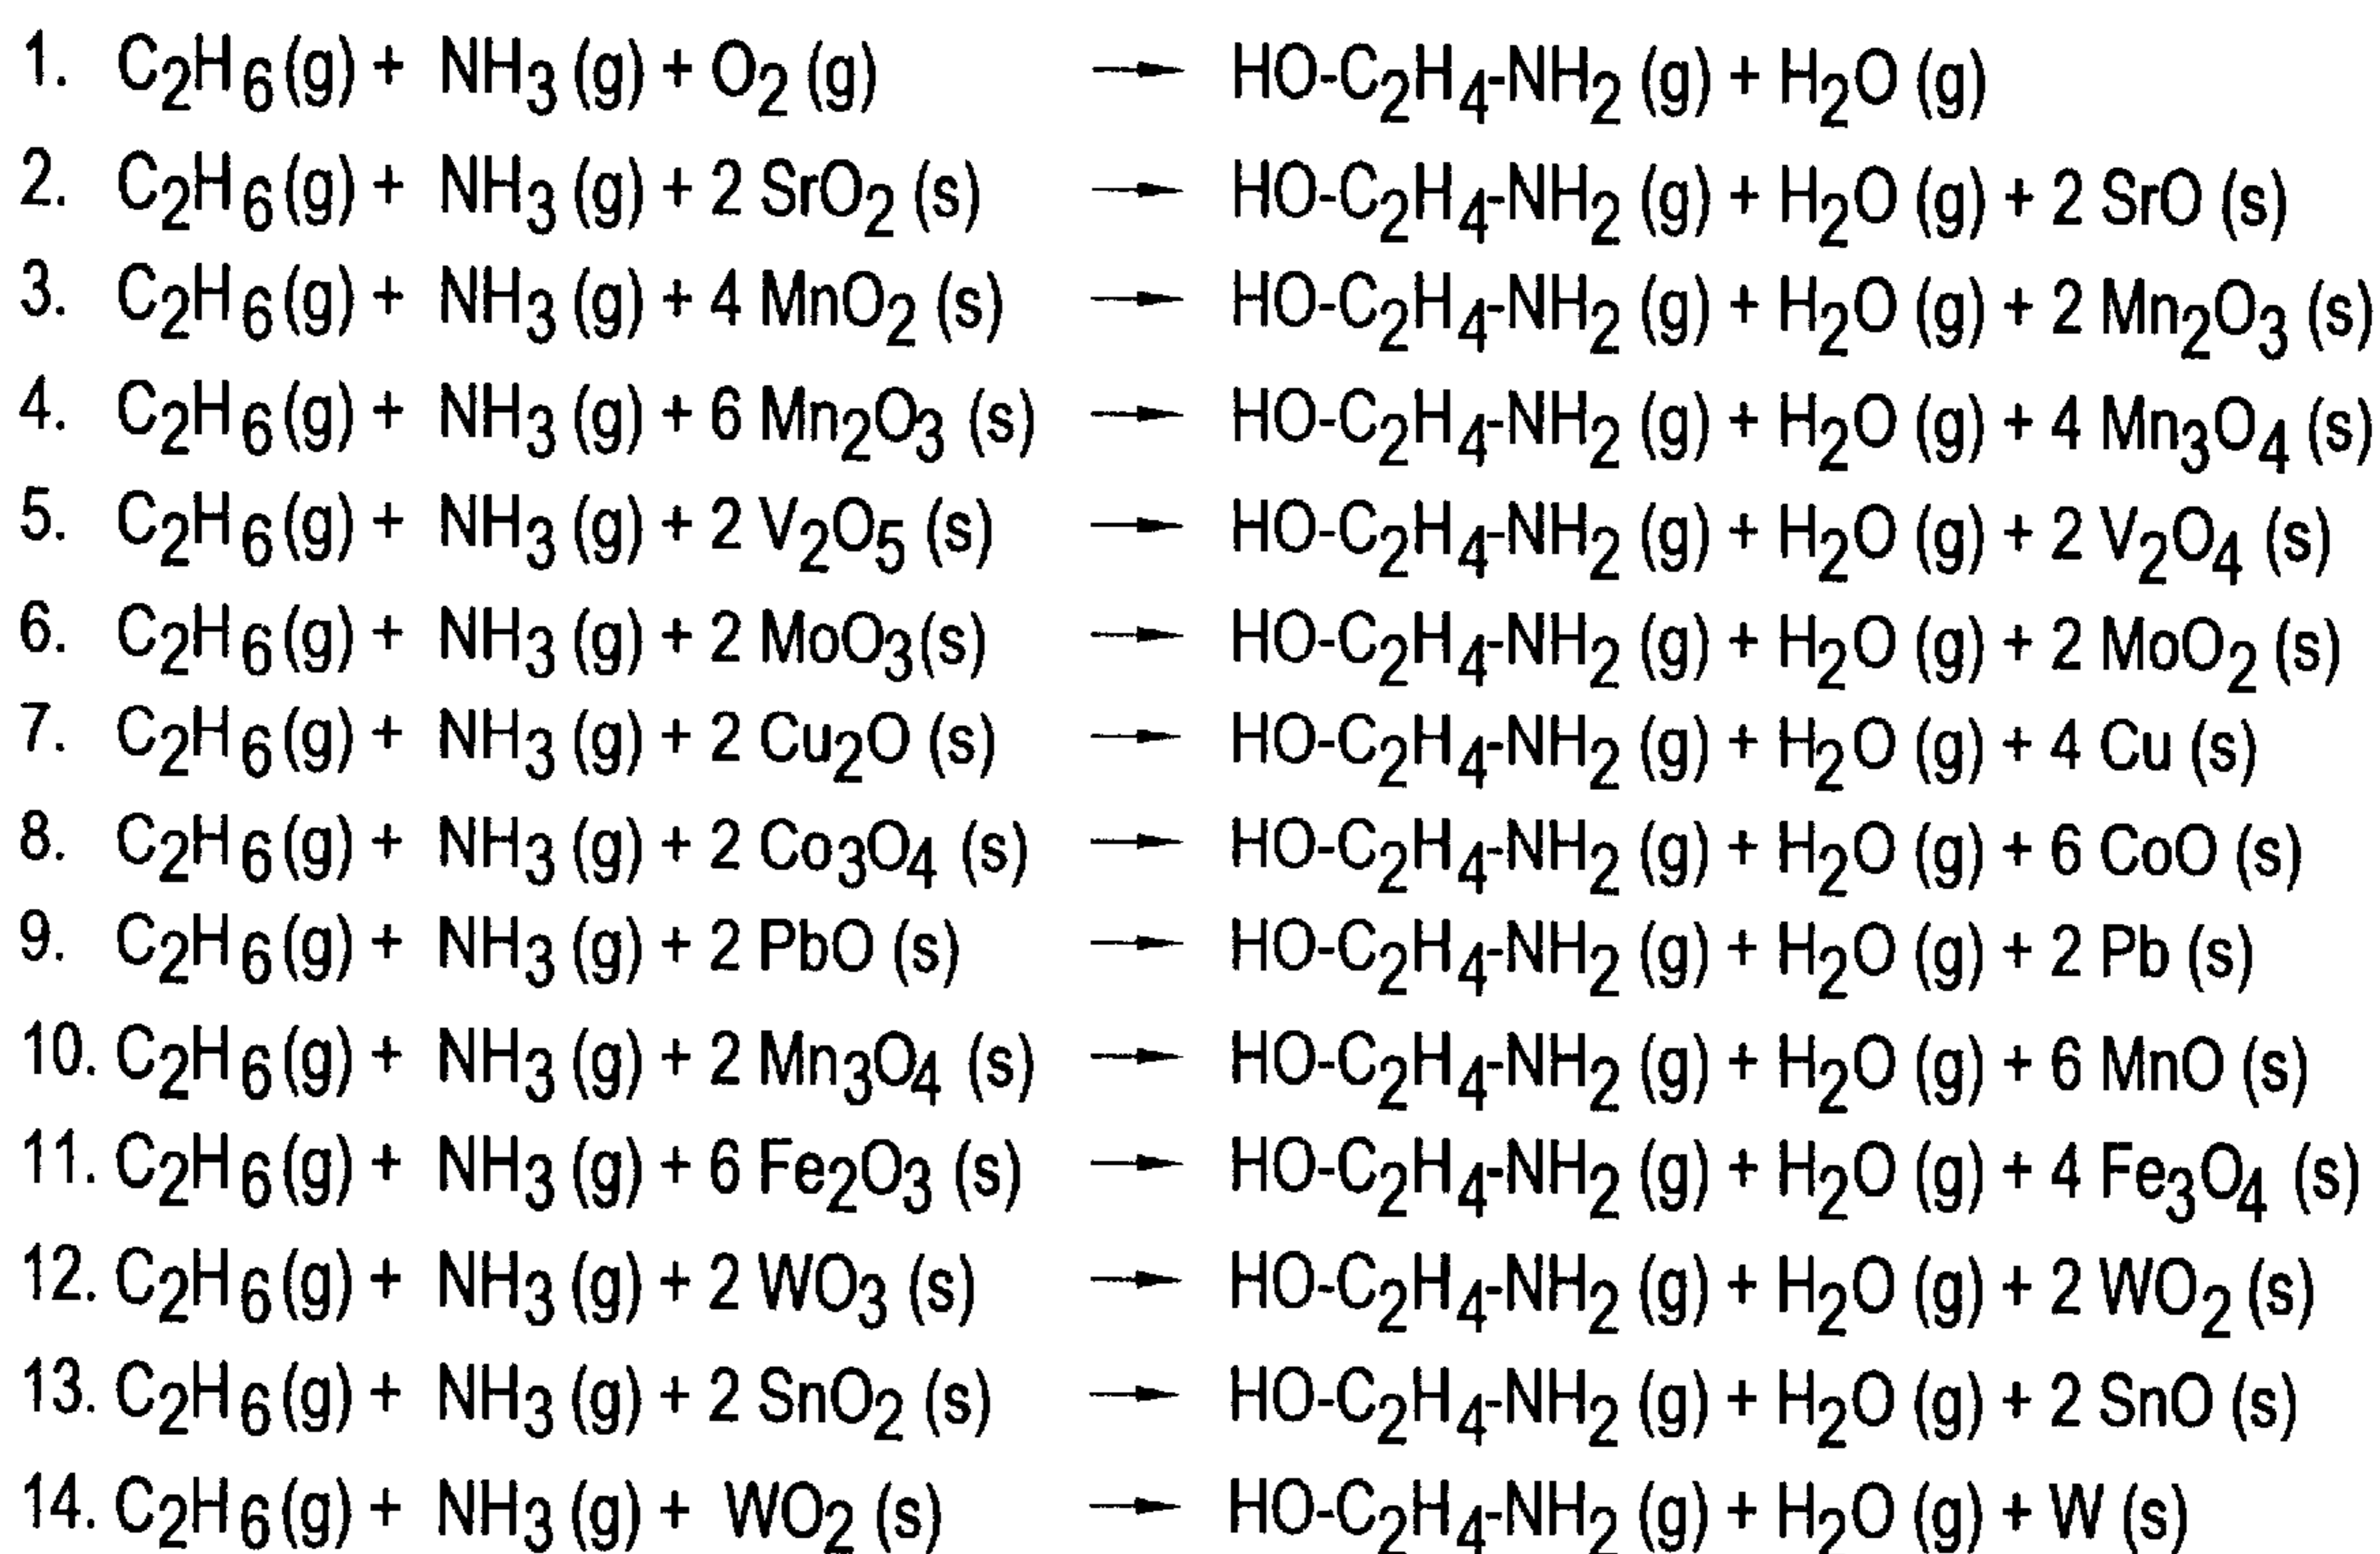 1. C₂H₆(g) + NH₃(g) + O₂(g) → HO-C₂H₄-NH₂(g) + H₂O(g)
2. C₂H₆(g) + NH₃(g) + 2 SrO₂(s) → HO-C₂H₄-NH₂(g) + H₂O(g) + 2 SrO(s)
3. C₂H₆(g) + NH₃(g) + 4 MnO₂(s) → HO-C₂H₄-NH₂(g) + H₂O(g) + 2 Mn₂O₃(s)
4. C₂H₆(g) + NH₃(g) + 6 Mn₂O₃(s) → HO-C₂H₄-NH₂(g) + H₂O(g) + 4 Mn₃O₄(s)
5. C₂H₆(g) + NH₃(g) + 2 V₂O₅(s) → HO-C₂H₄-NH₂(g) + H₂O(g) + 2 V₂O₄(s)
6. C₂H₆(g) + NH₃(g) + 2 MoO₃(s) → HO-C₂H₄-NH₂(g) + H₂O(g) + 2 MoO₂(s)
7. C₂H₆(g) + NH₃(g) + 2 Cu₂O(s) → HO-C₂H₄-NH₂(g) + H₂O(g) + 4 Cu(s)
8. C₂H₆(g) + NH₃(g) + 2 Co₃O₄(s) → HO-C₂H₄-NH₂(g) + H₂O(g) + 6 CoO(s)
9. C₂H₆(g) + NH₃(g) + 2 PbO(s) → HO-C₂H₄-NH₂(g) + H₂O(g) + 2 Pb(s)
10. C₂H₆(g) + NH₃(g) + 2 Mn₃O₄(s) → HO-C₂H₄-NH₂(g) + H₂O(g) + 6 MnO(s)
11. C₂H₆(g) + NH₃(g) + 6 Fe₂O₃(s) → HO-C₂H₄-NH₂(g) + H₂O(g) + 4 Fe₃O₄(s)
12. C₂H₆(g) + NH₃(g) + 2 WO₃(s) → HO-C₂H₄-NH₂(g) + H₂O(g) + 2 WO₂(s)
13. C₂H₆(g) + NH₃(g) + 2 SnO₂(s) → HO-C₂H₄-NH₂(g) + H₂O(g) + 2 SnO(s)
14. C₂H₆(g) + NH₃(g) + WO₂(s) → HO-C₂H₄-NH₂(g) + H₂O(g) + W(s)